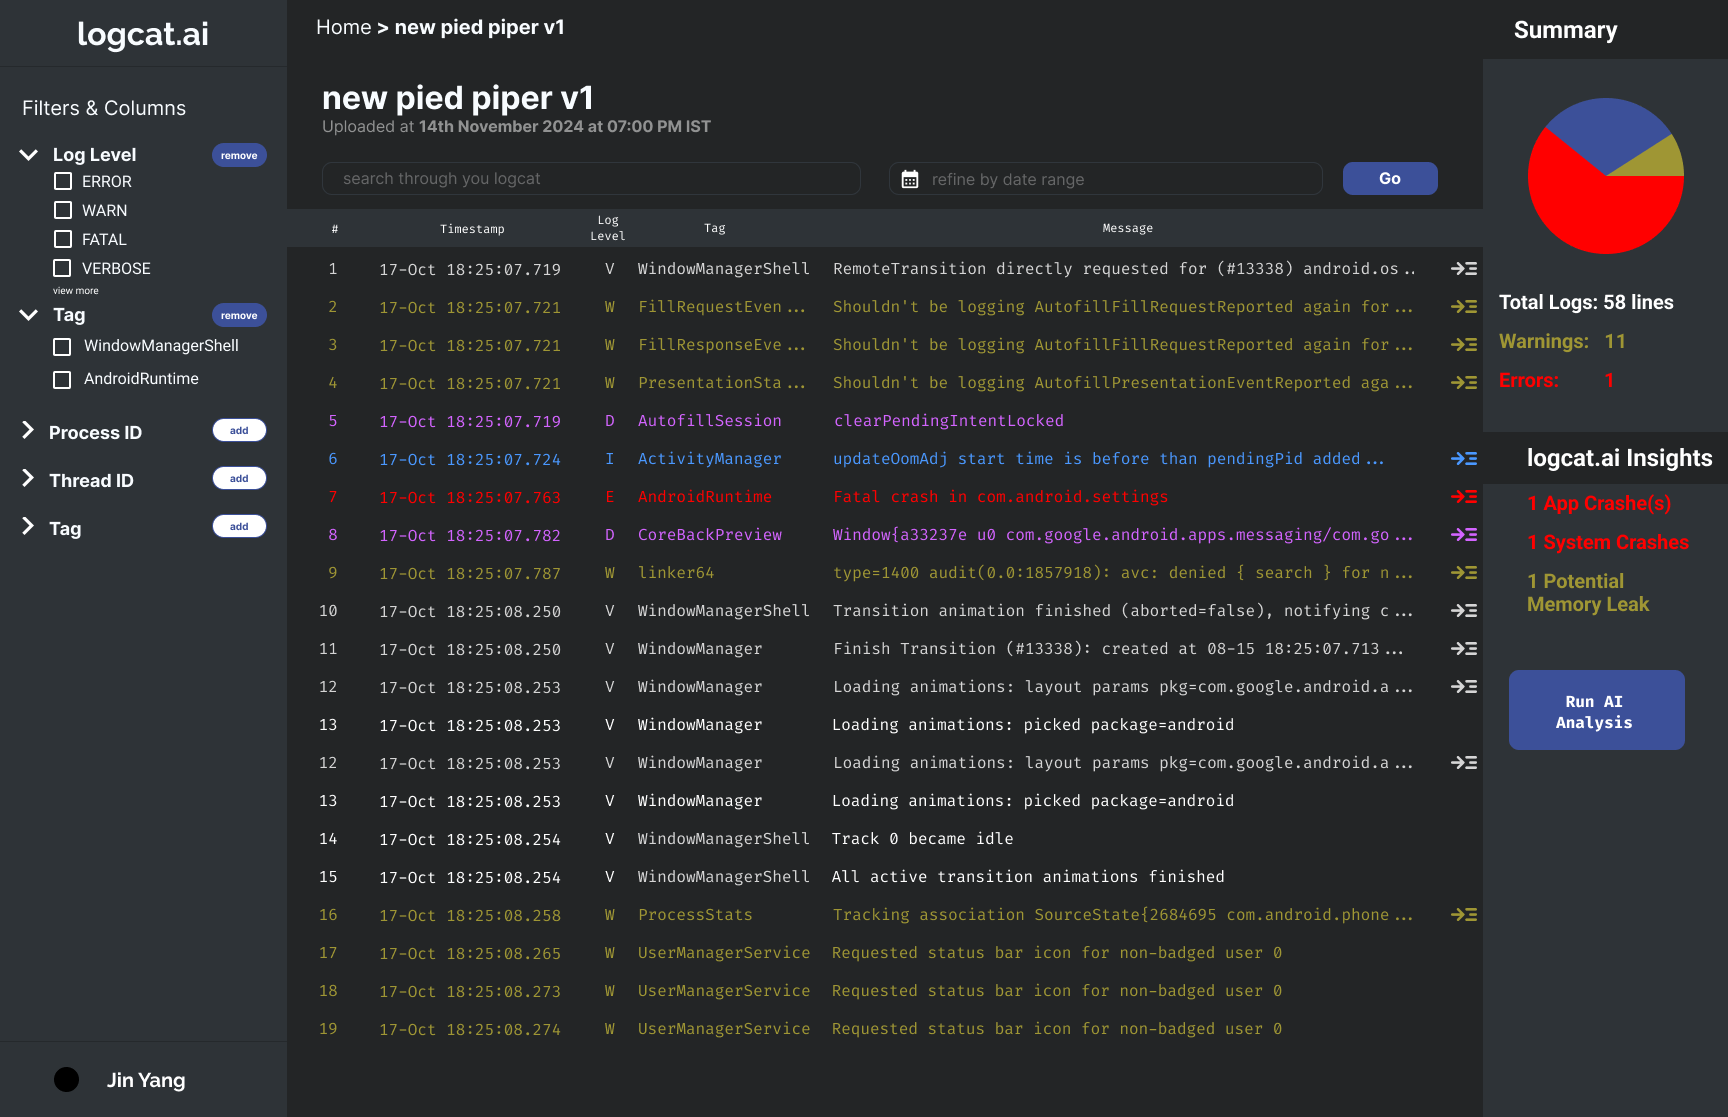 logcat.ai
Filters & Columns
Log Level
remove
ERROR
WARN
FATAL
VERBOSE
view more
Tag
remove
WindowManagerShell
AndroidRuntime
Process ID
add
Thread ID
add
Tag
add
Jin Yang
Home > new pied piper v1
new pied piper v1
Uploaded at 14th November 2024 at 07:00 PM IST
search through you logcat
refine by date range
Go
# Timestamp Log Level Tag Message
1 17-Oct 18:25:07.719 V WindowManagerShell RemoteTransition directly requested for (#13338) android.os..
2 17-Oct 18:25:07.721 W FillRequestEven... Shouldn't be logging AutofillFillRequestReported again for...
3 17-Oct 18:25:07.721 W FillResponseEve... Shouldn't be logging AutofillFillRequestReported again for...
4 17-Oct 18:25:07.721 W PresentationSta... Shouldn't be logging AutofillPresentationEventReported aga...
5 17-Oct 18:25:07.719 D AutofillSession clearPendingIntentLocked
6 17-Oct 18:25:07.724 I ActivityManager updateOomAdj start time is before than pendingPid added...
7 17-Oct 18:25:07.763 E AndroidRuntime Fatal crash in com.android.settings
8 17-Oct 18:25:07.782 D CoreBackPreview Window{a33237e u0 com.google.android.apps.messaging/com.go...
9 17-Oct 18:25:07.787 W linker64 type=1400 audit(0.0:1857918): avc: denied { search } for n...
10 17-Oct 18:25:08.250 V WindowManagerShell Transition animation finished (aborted=false), notifying c...
11 17-Oct 18:25:08.250 V WindowManager Finish Transition (#13338): created at 08-15 18:25:07.713...
12 17-Oct 18:25:08.253 V WindowManager Loading animations: layout params pkg=com.google.android.a...
13 17-Oct 18:25:08.253 V WindowManager Loading animations: picked package=android
12 17-Oct 18:25:08.253 V WindowManager Loading animations: layout params pkg=com.google.android.a...
13 17-Oct 18:25:08.253 V WindowManager Loading animations: picked package=android
14 17-Oct 18:25:08.254 V WindowManagerShell Track 0 became idle
15 17-Oct 18:25:08.254 V WindowManagerShell All active transition animations finished
16 17-Oct 18:25:08.258 W ProcessStats Tracking association SourceState{2684695 com.android.phone...
17 17-Oct 18:25:08.265 W UserManagerService Requested status bar icon for non-badged user 0
18 17-Oct 18:25:08.273 W UserManagerService Requested status bar icon for non-badged user 0
19 17-Oct 18:25:08.274 W UserManagerService Requested status bar icon for non-badged user 0
Summary
Total Logs: 58 lines
Warnings: 11
Errors: 1
logcat.ai Insights
1 App Crashe(s)
1 System Crashes
1 Potential
Memory Leak
Run AI
Analysis